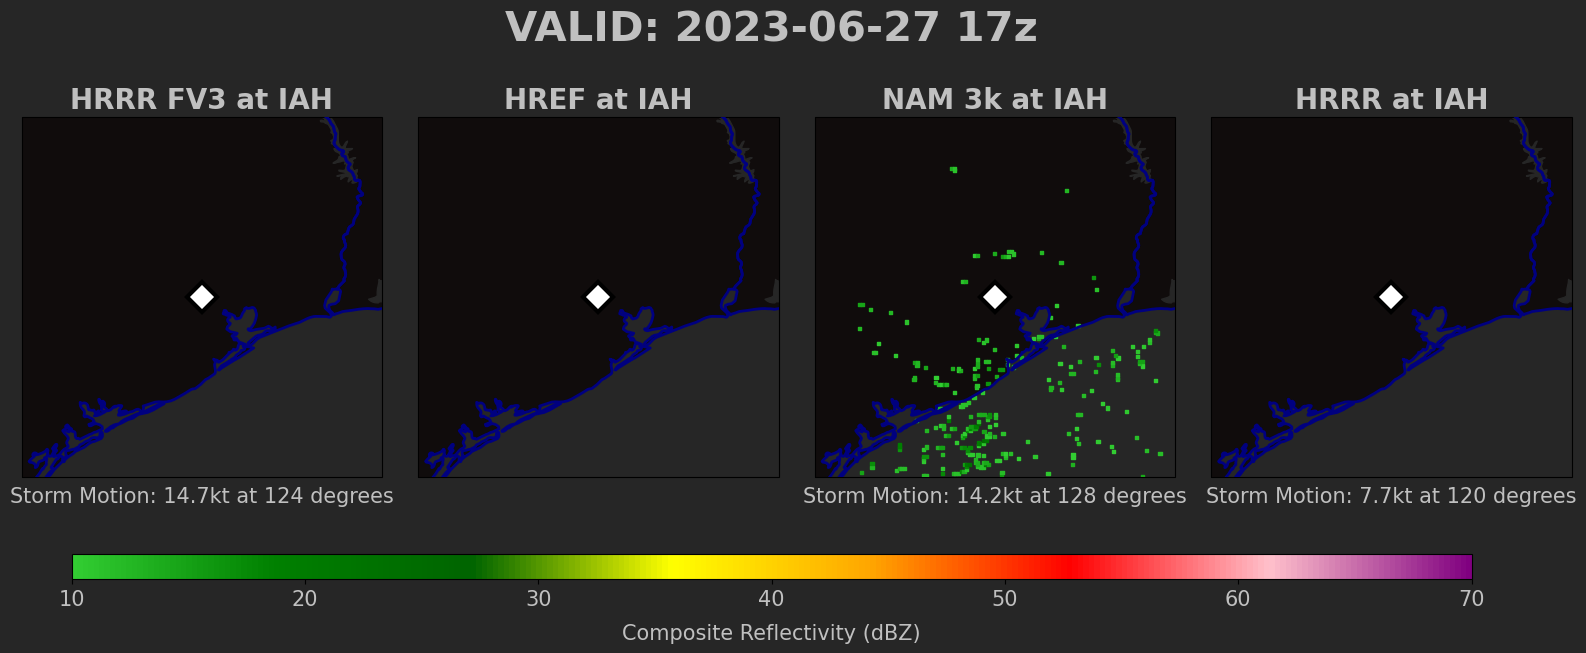 VALID: 2023-06-27 17z
HRRR FV3 at IAH
HREF at IAH
NAM 3k at IAH
HRRR at IAH
Storm Motion: 14.7kt at 124 degrees
Storm Motion: 14.2kt at 128 degrees
Storm Motion: 7.7kt at 120 degrees
10 20 30 40 50 60 70
Composite Reflectivity (dBZ)